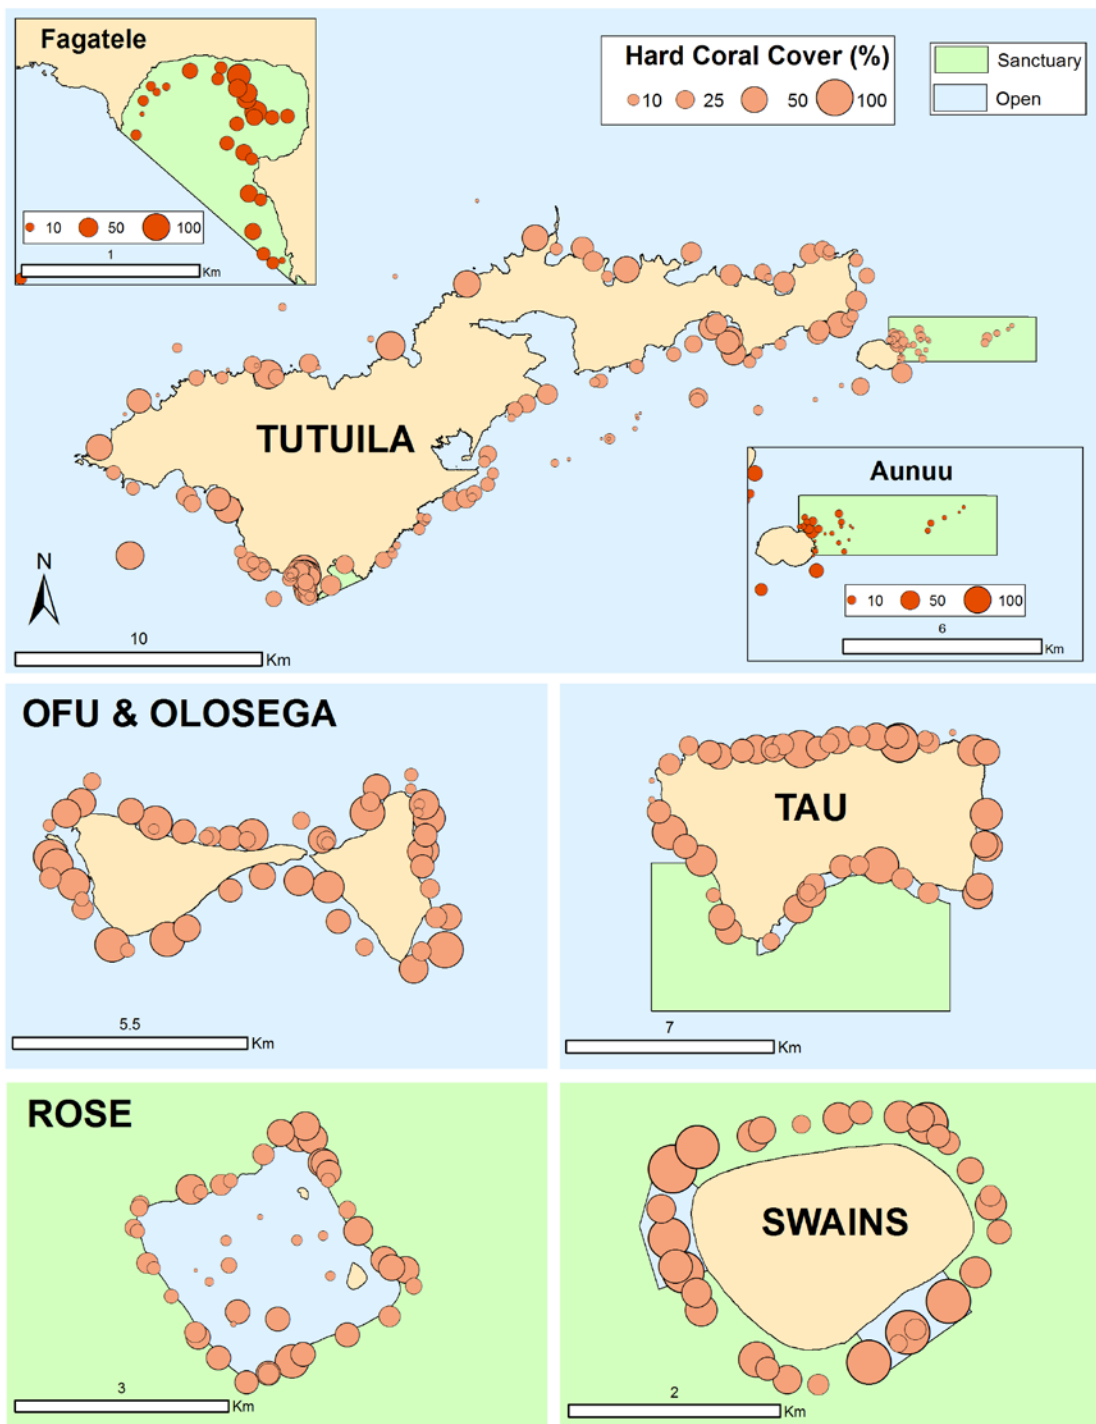 Fagatele
10 50 100
1
Km
Hard Coral Cover (%)
10 25 50 100
Sanctuary
Open
TUTUILA
Aunuu
10 50 100
6
Km
N
10
Km
OFU & OLOSEGA
5.5
Km
TAU
7
Km
ROSE
3
Km
SWAINS
2
Km